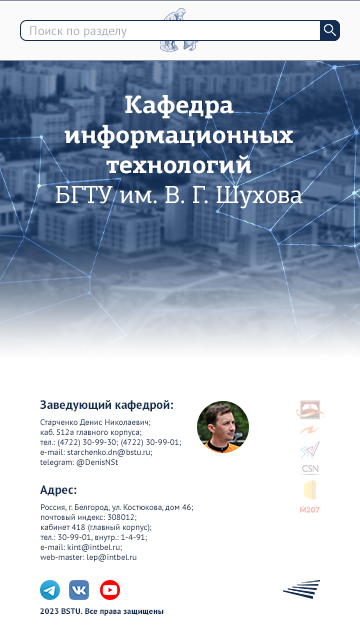 Поиск по разделу
Кафедра
информационных
технологий
БГТУ им. В. Г. Шухова
Заведующий кафедрой:
Старченко Денис Николаевич;
каб. 512а главного корпуса;
тел.: (4722) 30-99-30; (4722) 30-99-01;
e-mail: starchenko.dn@bstu.ru;
telegram: @DenisNSt
CSN
M207
Адрес:
Россия, г. Белгород, ул. Костюкова, дом 46;
почтовый индекс: 308012;
кабинет 418 (главный корпус);
тел.: 30-99-01, внутр.: 1-4-91;
e-mail: kint@intbel.ru;
web-master: lep@intbel.ru
2023 BSTU. Все права защищены